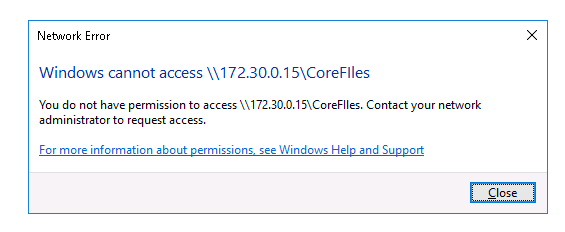 Network Error
Windows cannot access \\172.30.0.15\CoreFIles
You do not have permission to access \\172.30.0.15\CoreFIles. Contact your network
administrator to request access.
For more information about permissions, see Windows Help and Support
Close